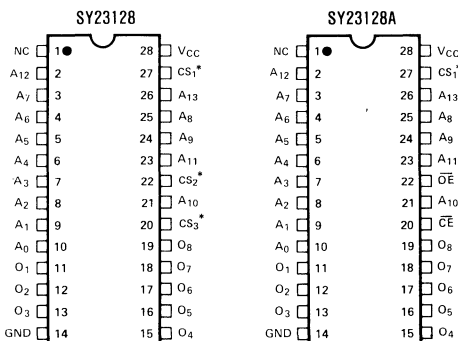 SY23128
NC 1 28 VCC
A12 2 27 CS1*
A7 3 26 A13
A6 4 25 A8
A5 5 24 A9
A4 6 23 A11
A3 7 22 CS2*
A2 8 21 A10
A1 9 20 CS3*
A0 10 19 O8
O1 11 18 O7
O2 12 17 O6
O3 13 16 O5
GND 14 15 O4
SY23128A
NC 1 28 VCC
A12 2 27 CS1*
A7 3 26 A13
A6 4 25 A8
A5 5 24 A9
A4 6 23 A11
A3 7 22 O̅E̅
A2 8 21 A10
A1 9 20 C̅E̅
A0 10 19 O8
O1 11 18 O7
O2 12 17 O6
O3 13 16 O5
GND 14 15 O4